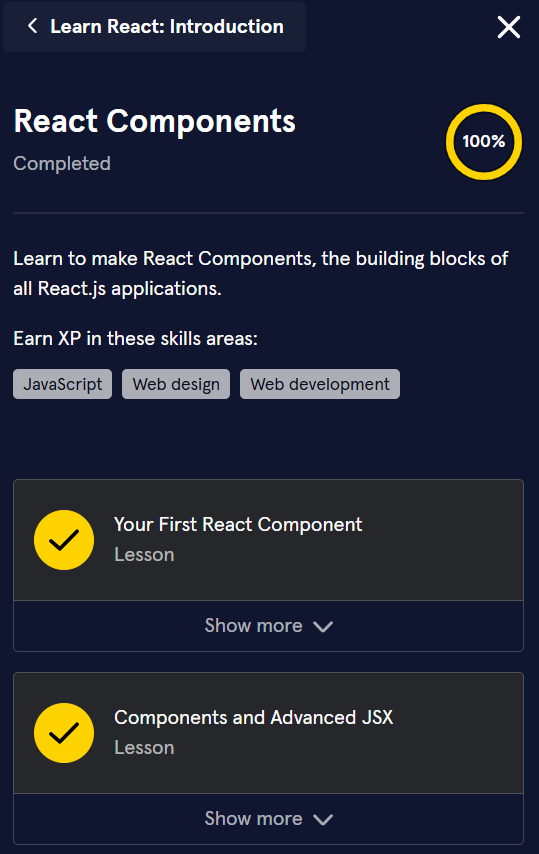 Learn React: Introduction
React Components
100%
Completed
Learn to make React Components, the building blocks of
all React.js applications.
Earn XP in these skills areas:
JavaScript Web design Web development
Your First React Component
Lesson
Show more
Components and Advanced JSX
Lesson
Show more